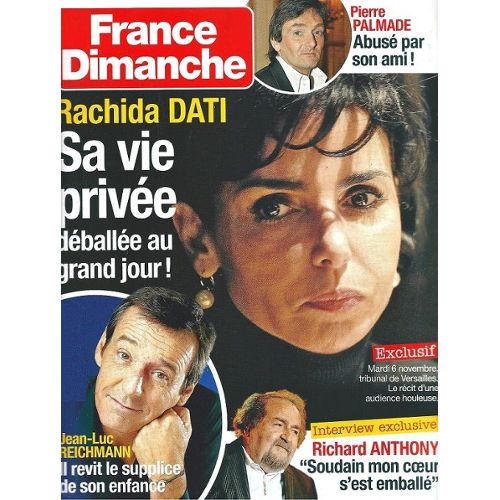 France
Dimanche
Pierre
PALMADE
Abusé par
son ami !
Rachida DATI
Sa vie
privée
déballée au
grand jour !
Exclusif
Mardi 6 novembre,
tribunal de Versailles.
Le récit d'une
audience houleuse.
Jean-Luc
REICHMANN
Il revit le supplice
de son enfance
Interview exclusive
Richard ANTHONY
"Soudain mon cœur
s'est emballé"